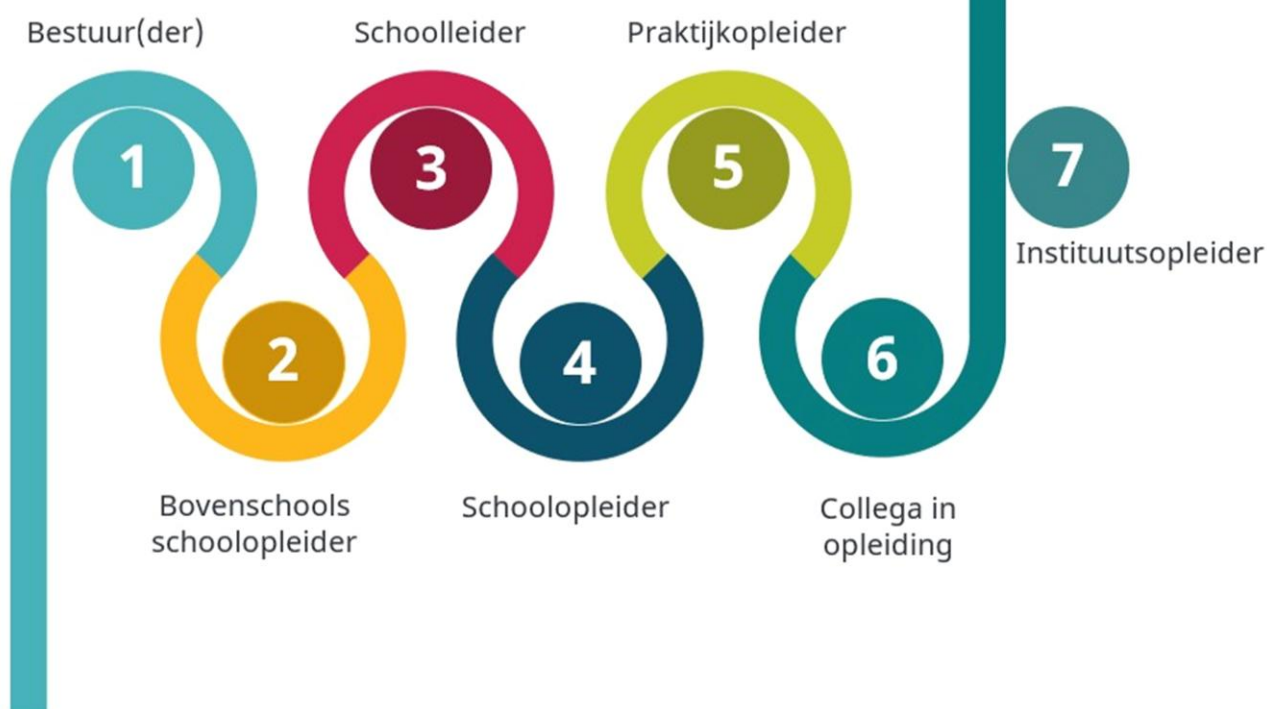 Bestuur(der)
Schoolleider
Praktijkopleider
1
3
5
7
Instituutsopleider
2
4
6
Bovenschools
schoolopleider
Schoolopleider
Collega in
opleiding